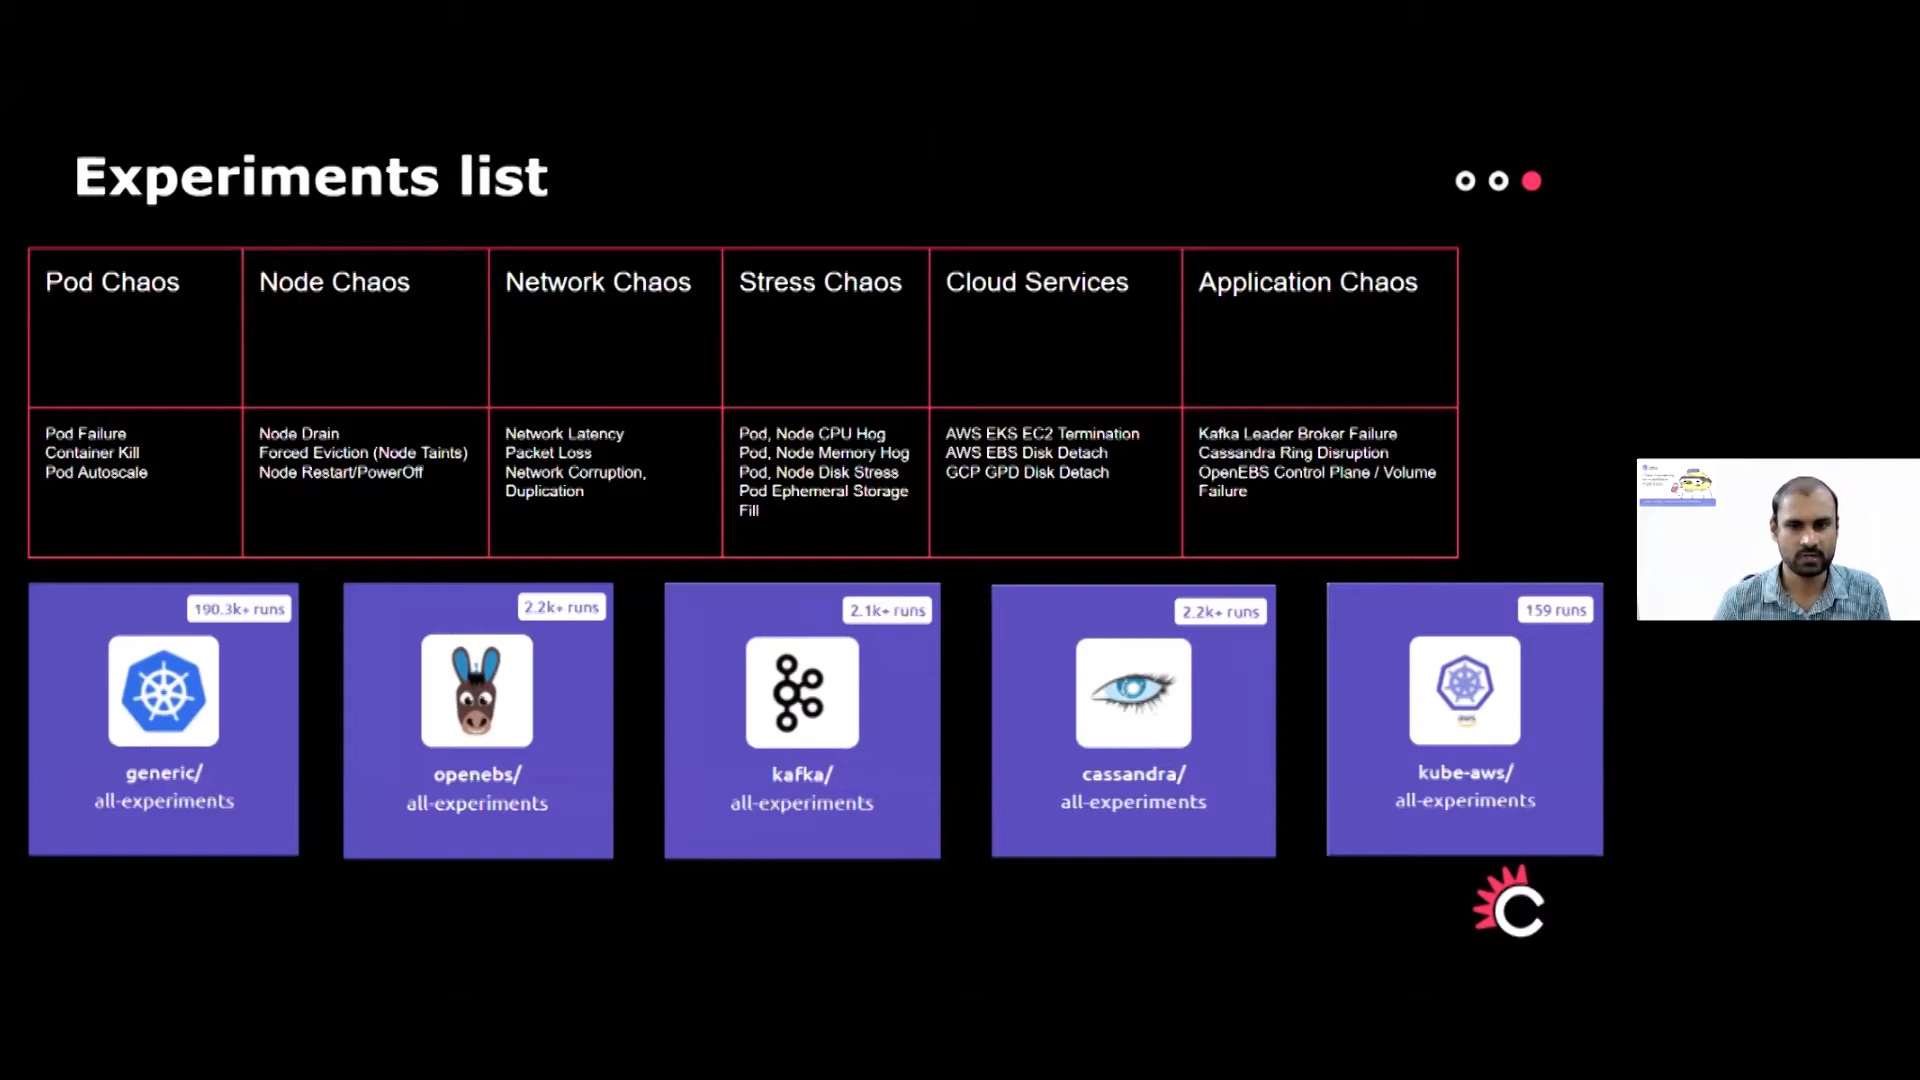 Experiments list
Pod Chaos
Node Chaos
Network Chaos
Stress Chaos
Cloud Services
Application Chaos
Pod Failure
Container Kill
Pod Autoscale
Node Drain
Forced Eviction (Node Taints)
Node Restart/PowerOff
Network Latency
Packet Loss
Network Corruption,
Duplication
Pod, Node CPU Hog
Pod, Node Memory Hog
Pod, Node Disk Stress
Pod Ephemeral Storage
Fill
AWS EKS EC2 Termination
AWS EBS Disk Detach
GCP GPD Disk Detach
Kafka Leader Broker Failure
Cassandra Ring Disruption
OpenEBS Control Plane / Volume
Failure
190.3k+ runs
generic/
all-experiments
2.2k+ runs
openebs/
all-experiments
2.1k+ runs
kafka/
all-experiments
2.2k+ runs
cassandra/
all-experiments
159 runs
aws
kube-aws/
all-experiments